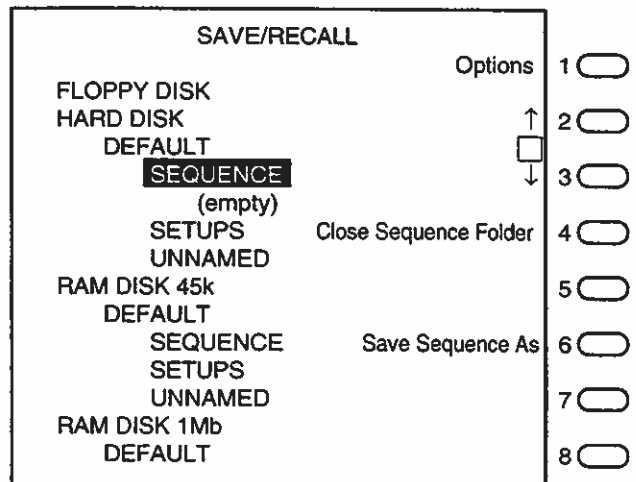 SAVE/RECALL
Options 1
FLOPPY DISK
HARD DISK ↑ 2
DEFAULT
SEQUENCE ↓ 3
(empty)
SETUPS Close Sequence Folder 4
UNNAMED
RAM DISK 45k 5
DEFAULT
SEQUENCE Save Sequence As 6
SETUPS
UNNAMED 7
RAM DISK 1Mb
DEFAULT 8